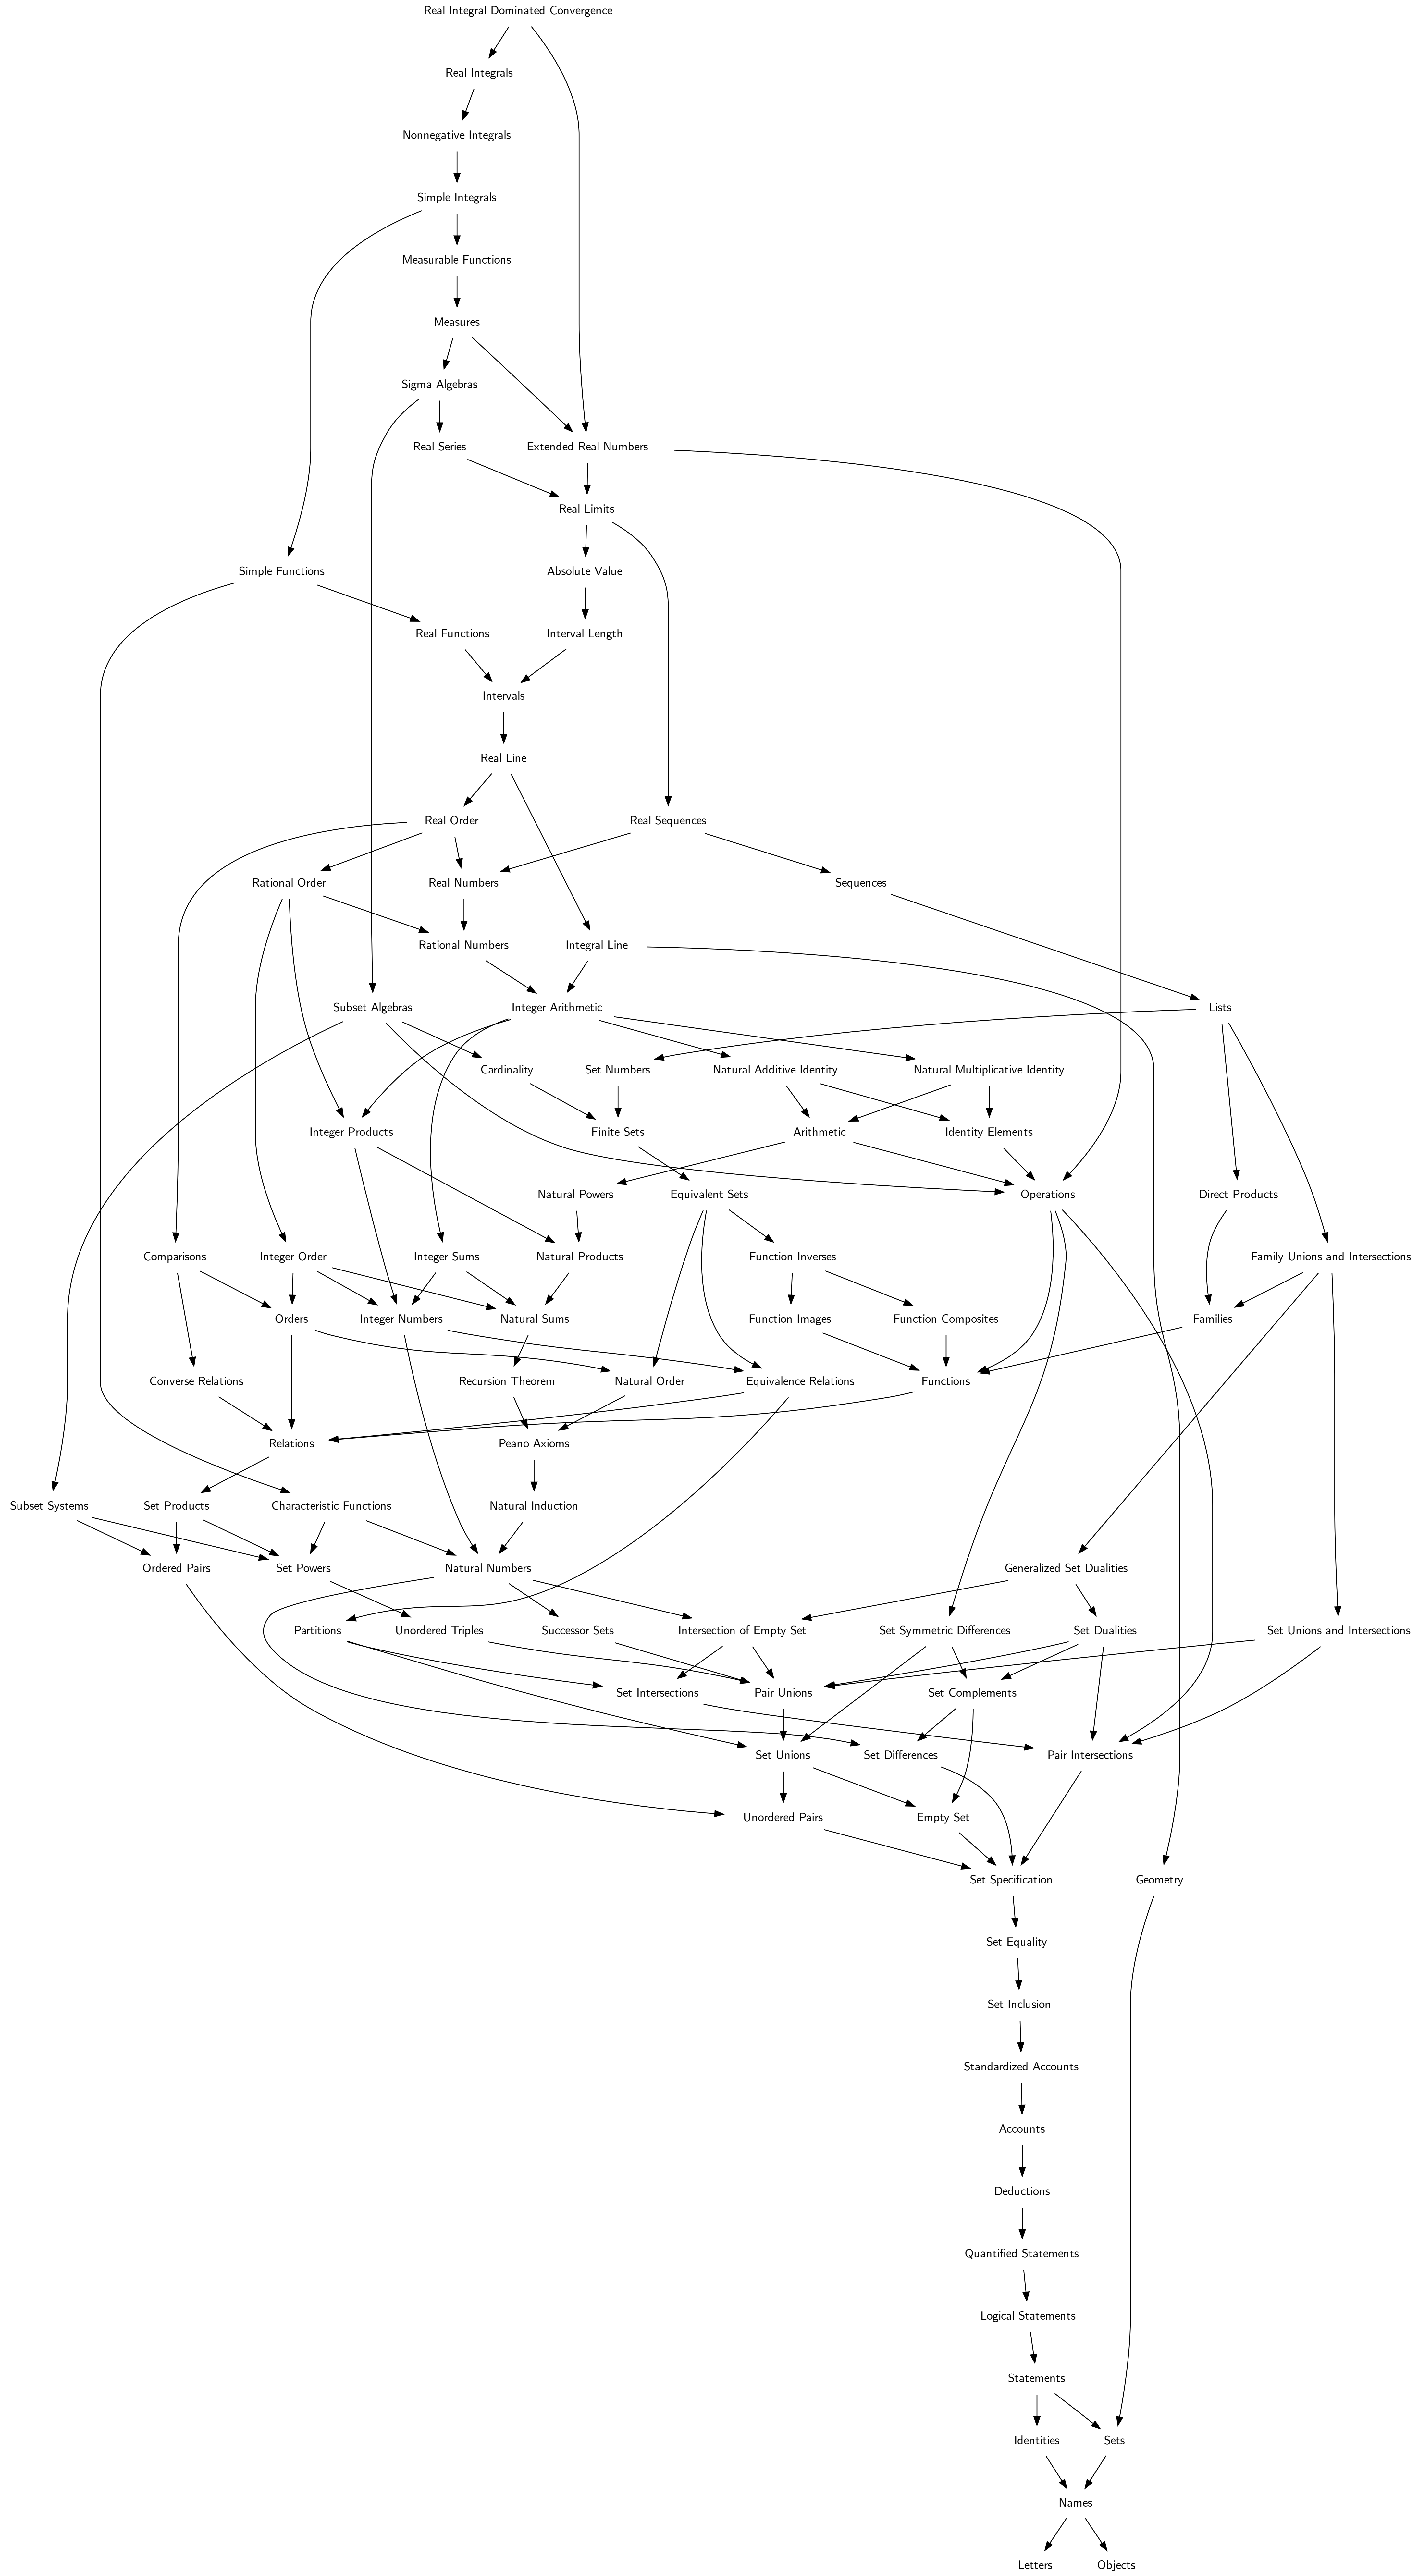 Real Integral Dominated Convergence
Real Integrals
Nonnegative Integrals
Simple Integrals
Measurable Functions
Measures
Sigma Algebras
Real Series
Extended Real Numbers
Real Limits
Simple Functions
Absolute Value
Real Functions
Interval Length
Intervals
Real Line
Real Order
Real Sequences
Rational Order
Real Numbers
Sequences
Rational Numbers
Integral Line
Subset Algebras
Integer Arithmetic
Lists
Cardinality
Set Numbers
Natural Additive Identity
Natural Multiplicative Identity
Integer Products
Finite Sets
Arithmetic
Identity Elements
Natural Powers
Equivalent Sets
Operations
Direct Products
Comparisons
Integer Order
Integer Sums
Natural Products
Function Inverses
Family Unions and Intersections
Orders
Integer Numbers
Natural Sums
Function Images
Function Composites
Families
Converse Relations
Recursion Theorem
Natural Order
Equivalence Relations
Functions
Relations
Peano Axioms
Subset Systems
Set Products
Characteristic Functions
Natural Induction
Ordered Pairs
Set Powers
Natural Numbers
Generalized Set Dualities
Partitions
Unordered Triples
Successor Sets
Intersection of Empty Set
Set Symmetric Differences
Set Dualities
Set Unions and Intersections
Set Intersections
Pair Unions
Set Complements
Set Unions
Set Differences
Pair Intersections
Unordered Pairs
Empty Set
Set Specification
Geometry
Set Equality
Set Inclusion
Standardized Accounts
Accounts
Deductions
Quantified Statements
Logical Statements
Statements
Identities
Sets
Names
Letters
Objects